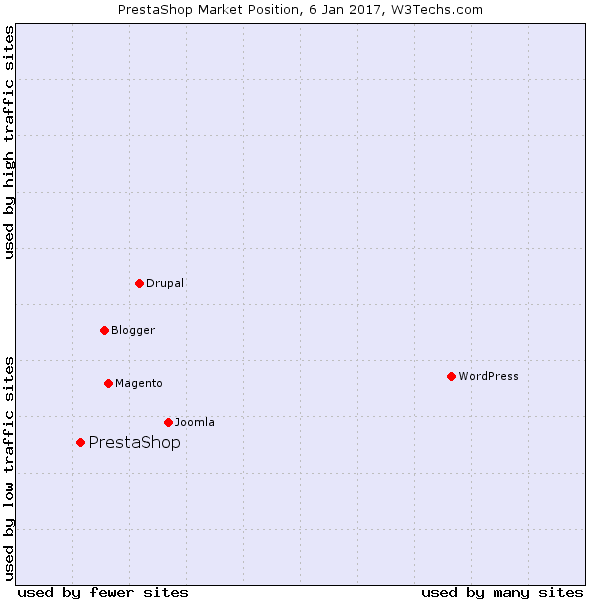 PrestaShop Market Position, 6 Jan 2017, W3Techs.com
used by high traffic sites
Drupal
Blogger
WordPress
Magento
Joomla
PrestaShop
used by low traffic sites
used by fewer sites
used by many sites